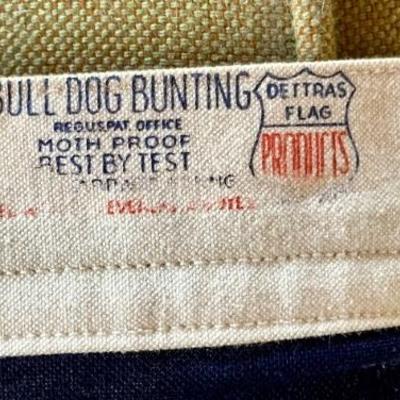 BULL DOG BUNTING
REG.U.S.PAT. OFFICE
MOTH PROOF
BEST BY TEST
DETTRAS
FLAG
PRODUCTS